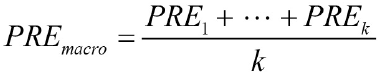 PRE_macro = (PRE_1 + ⋯ + PRE_k) / k